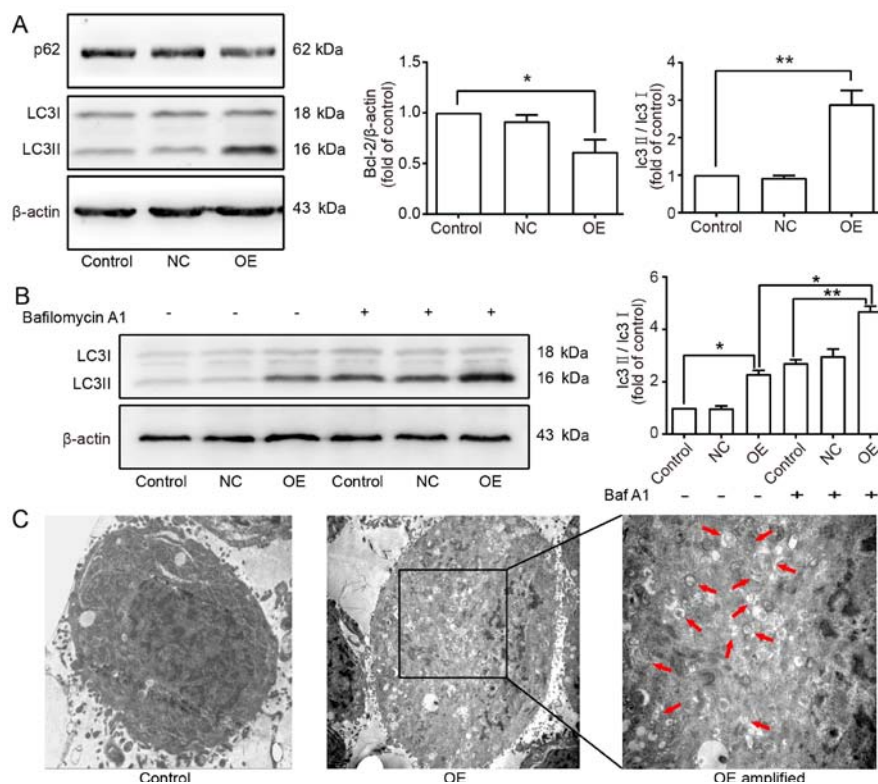 A
p62
62 kDa
LC3I
18 kDa
LC3II
16 kDa
β-actin
43 kDa
Control NC OE
Bcl-2/β-actin
(fold of control)
1.5
1.0
0.5
0.0
*
Control NC OE
lc3 II / lc3 I
(fold of control)
4
3
2
1
0
**
Control NC OE
B
Bafilomycin A1 - - - + + +
LC3I
18 kDa
LC3II
16 kDa
β-actin
43 kDa
Control NC OE Control NC OE
lc3 II / lc3 I
(fold of control)
6
4
2
0
*
*
**
Control NC OE Control NC OE
Baf A1 - - - + + +
C
Control
OE
OE amplified